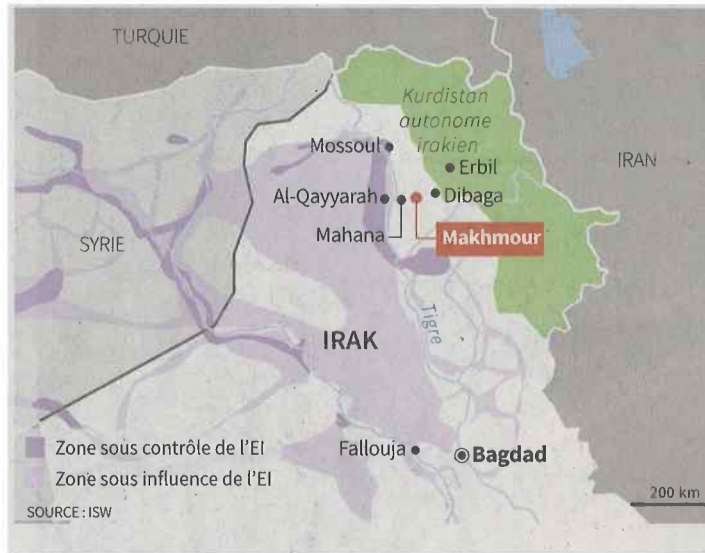 TURQUIE
Kurdistan
autonome
irakien
Mossoul
Erbil
IRAN
Al-Qayyarah
Dibaga
SYRIE
Mahana
Makhmour
Tigre
IRAK
Zone sous contrôle de l'EI
Fallouja
Bagdad
Zone sous influence de l'EI
200 km
SOURCE : ISW